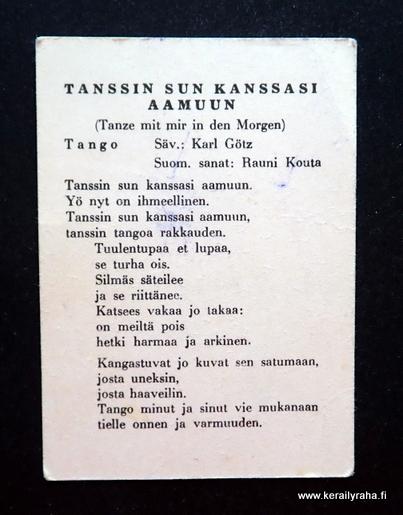 TANSSIN SUN KANSSASI
AAMUUN
(Tanze mit mir in den Morgen)
Tango Säv.: Karl Götz
Suom. sanat: Rauni Kouta
Tanssin sun kanssasi aamuun.
Yö nyt on ihmeellinen.
Tanssin sun kanssasi aamuun,
tanssin tangoa rakkauden.
Tuulentupaa et lupaa,
se turha ois.
Silmäs säteilee
ja se riittänee.
Katsees vakaa jo takaa:
on meiltä pois
hetki harmaa ja arkinen.
Kangastuvat jo kuvat sen satumaan,
josta uneksin,
josta haaveilin.
Tango minut ja sinut vie mukanaan
tielle onnen ja varmuuden.
www.kerailyraha.fi